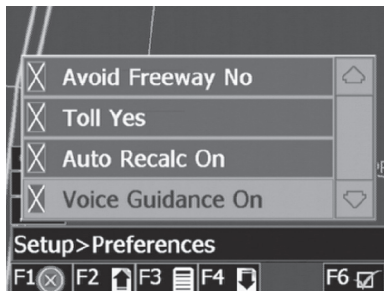 Avoid Freeway No
Toll Yes
Auto Recalc On
Voice Guidance On
Setup>Preferences
F1 F2 F3 F4 F6